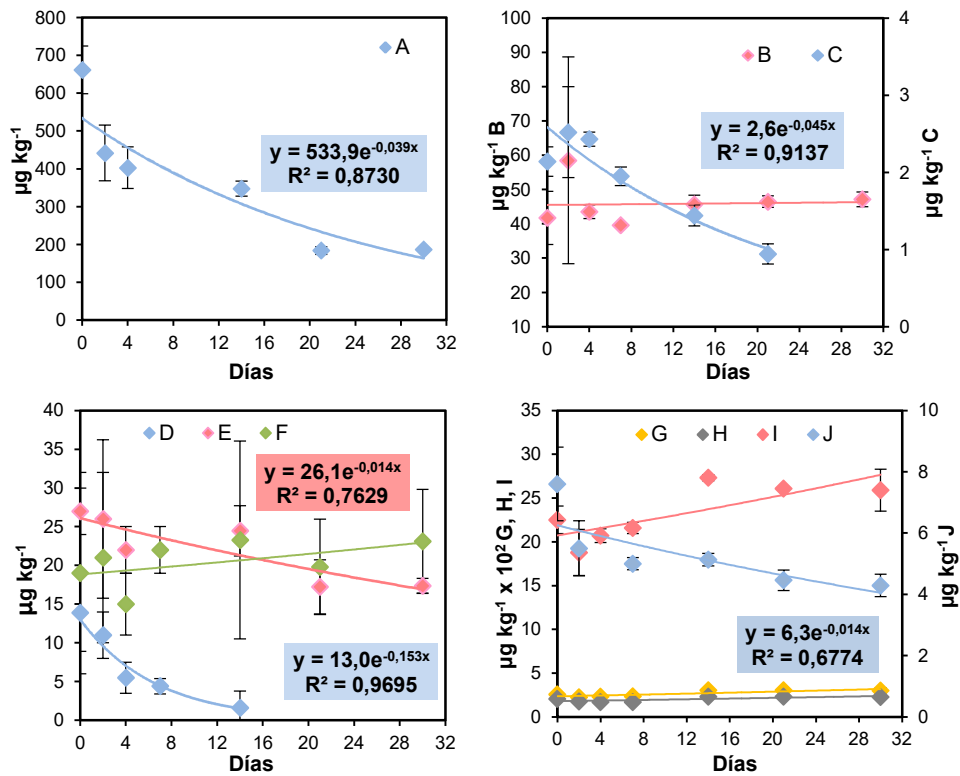 800
700
600
500
400
300
200
100
0
µg kg-1
A
y = 533,9e-0,039x
R² = 0,8730
0 4 8 12 16 20 24 28 32
Días
100
90
80
70
60
50
40
30
20
10
µg kg-1 B
B C
y = 2,6e-0,045x
R² = 0,9137
4
3
2
1
0
µg kg-1 C
0 4 8 12 16 20 24 28 32
Días
40
35
30
25
20
15
10
5
0
µg kg-1
D E F
y = 26,1e-0,014x
R² = 0,7629
y = 13,0e-0,153x
R² = 0,9695
0 4 8 12 16 20 24 28 32
Días
35
30
25
20
15
10
5
0
µg kg-1 x 10² G, H, I
G H I J
y = 6,3e-0,014x
R² = 0,6774
10
8
6
4
2
0
µg kg-1 J
0 4 8 12 16 20 24 28 32
Días